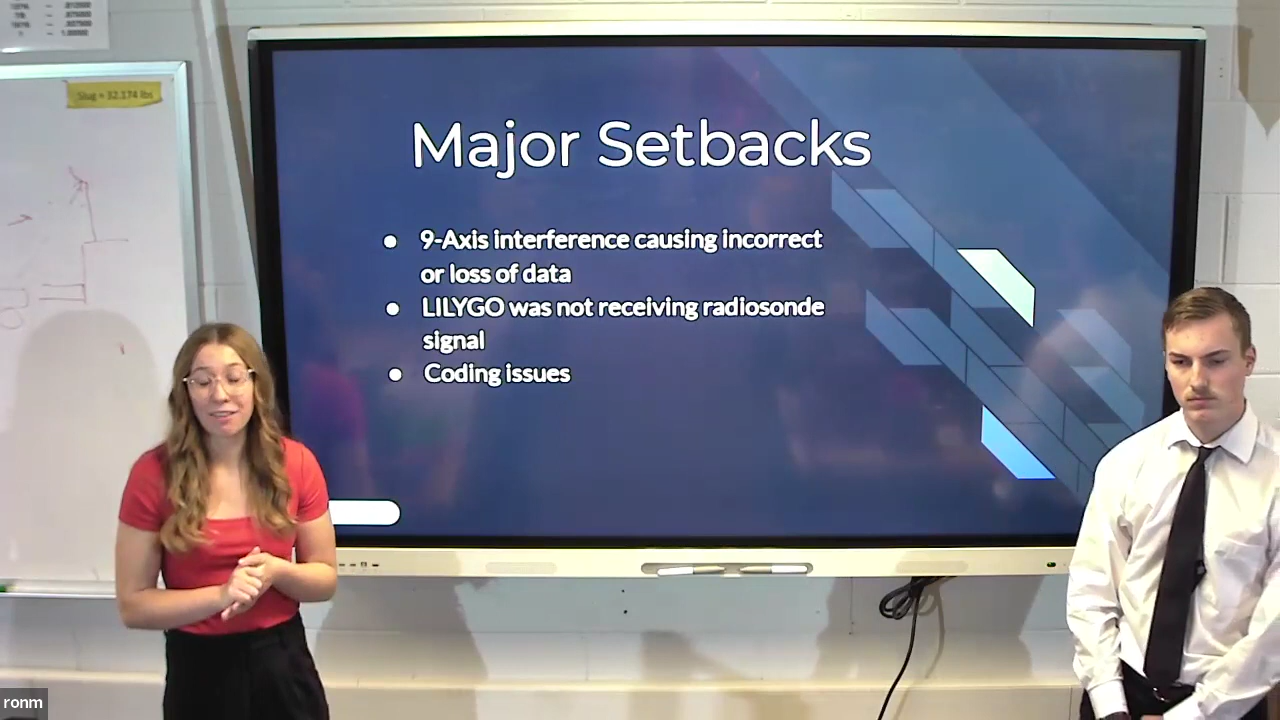 Slug = 32.174 lbs
Major Setbacks
● 9-Axis interference causing incorrect
or loss of data
● LILYGO was not receiving radiosonde
signal
● Coding issues
ronm